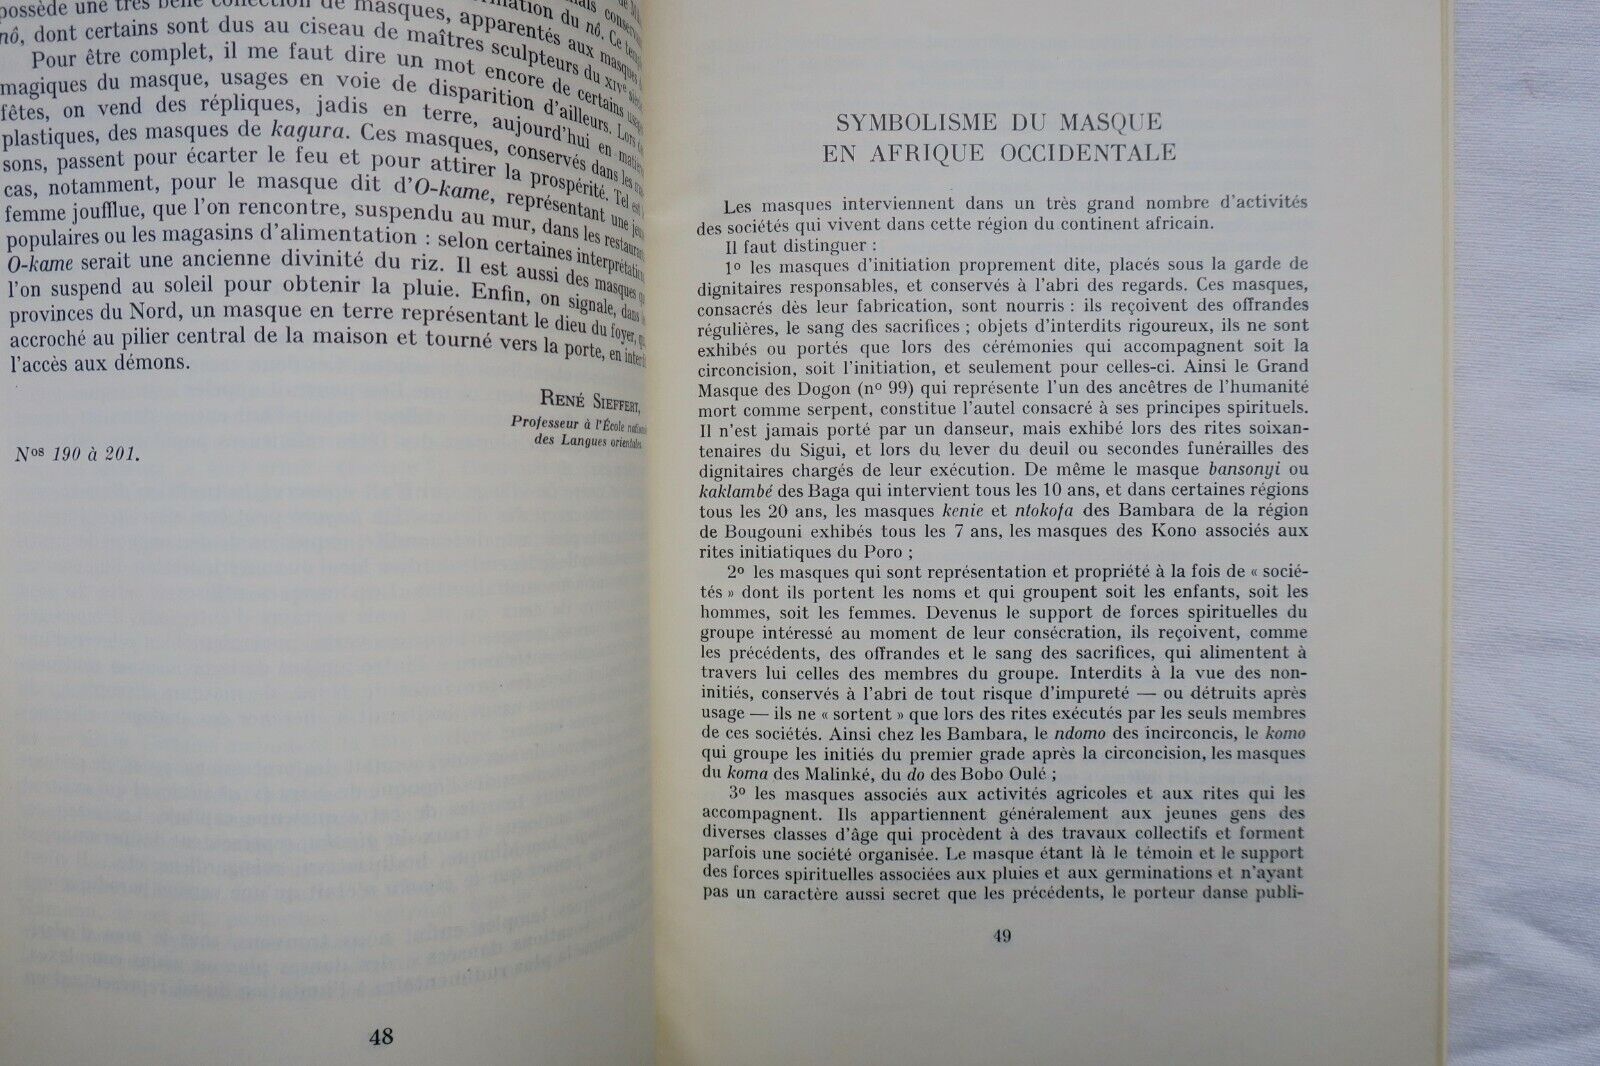 possède une très belle collection de masques, apparentés aux masques
nô, dont certains sont dus au ciseau de maîtres sculpteurs du XIVe
Pour être complet, il me faut dire un mot encore de certains usages
magiques du masque, usages en voie de disparition d'ailleurs. Lors
fêtes, on vend des répliques, jadis en terre, aujourd'hui en
plastiques, des masques de kagura. Ces masques, conservés dans les
sons, passent pour écarter le feu et pour attirer la prospérité. Tel est
cas, notamment, pour le masque dit d'O-kame, représentant une
femme joufflue, que l'on rencontre, suspendu au mur, dans les
populaires ou les magasins d'alimentation : selon certaines
O-kame serait une ancienne divinité du riz. Il est aussi des masques
l'on suspend au soleil pour obtenir la pluie. Enfin, on signale, dans
provinces du Nord, un masque en terre représentant le dieu du foyer,
accroché au pilier central de la maison et tourné vers la porte, en
l'accès aux démons.
RENÉ SIEFFERT,
Professeur à l'École
des Langues orientales.
Nos 190 à 201.
48
SYMBOLISME DU MASQUE
EN AFRIQUE OCCIDENTALE
Les masques interviennent dans un très grand nombre d'activités
des sociétés qui vivent dans cette région du continent africain.
Il faut distinguer :
1o les masques d'initiation proprement dite, placés sous la garde de
dignitaires responsables, et conservés à l'abri des regards. Ces masques,
consacrés dès leur fabrication, sont nourris : ils reçoivent des offrandes
régulières, le sang des sacrifices ; objets d'interdits rigoureux, ils ne sont
exhibés ou portés que lors des cérémonies qui accompagnent soit la
circoncision, soit l'initiation, et seulement pour celles-ci. Ainsi le Grand
Masque des Dogon (no 99) qui représente l'un des ancêtres de l'humanité
mort comme serpent, constitue l'autel consacré à ses principes spirituels.
Il n'est jamais porté par un danseur, mais exhibé lors des rites soixan-
tenaires du Sigui, et lors du lever du deuil ou secondes funérailles des
dignitaires chargés de leur exécution. De même le masque bansonyi ou
kaklambé des Baga qui intervient tous les 10 ans, et dans certaines régions
tous les 20 ans, les masques kenie et ntokofa des Bambara de la région
de Bougouni exhibés tous les 7 ans, les masques des Kono associés aux
rites initiatiques du Poro ;
2o les masques qui sont représentation et propriété à la fois de « socié-
tés » dont ils portent les noms et qui groupent soit les enfants, soit les
hommes, soit les femmes. Devenus le support de forces spirituelles du
groupe intéressé au moment de leur consécration, ils reçoivent, comme
les précédents, des offrandes et le sang des sacrifices, qui alimentent à
travers lui celles des membres du groupe. Interdits à la vue des non-
initiés, conservés à l'abri de tout risque d'impureté — ou détruits après
usage — ils ne « sortent » que lors des rites exécutés par les seuls membres
de ces sociétés. Ainsi chez les Bambara, le ndomo des incirconcis, le komo
qui groupe les initiés du premier grade après la circoncision, les masques
du koma des Malinké, du do des Bobo Oulé ;
3o les masques associés aux activités agricoles et aux rites qui les
accompagnent. Ils appartiennent généralement aux jeunes gens des
diverses classes d'âge qui procèdent à des travaux collectifs et forment
parfois une société organisée. Le masque étant là le témoin et le support
des forces spirituelles associées aux pluies et aux germinations et n'ayant
pas un caractère aussi secret que les précédents, le porteur danse publi-
49